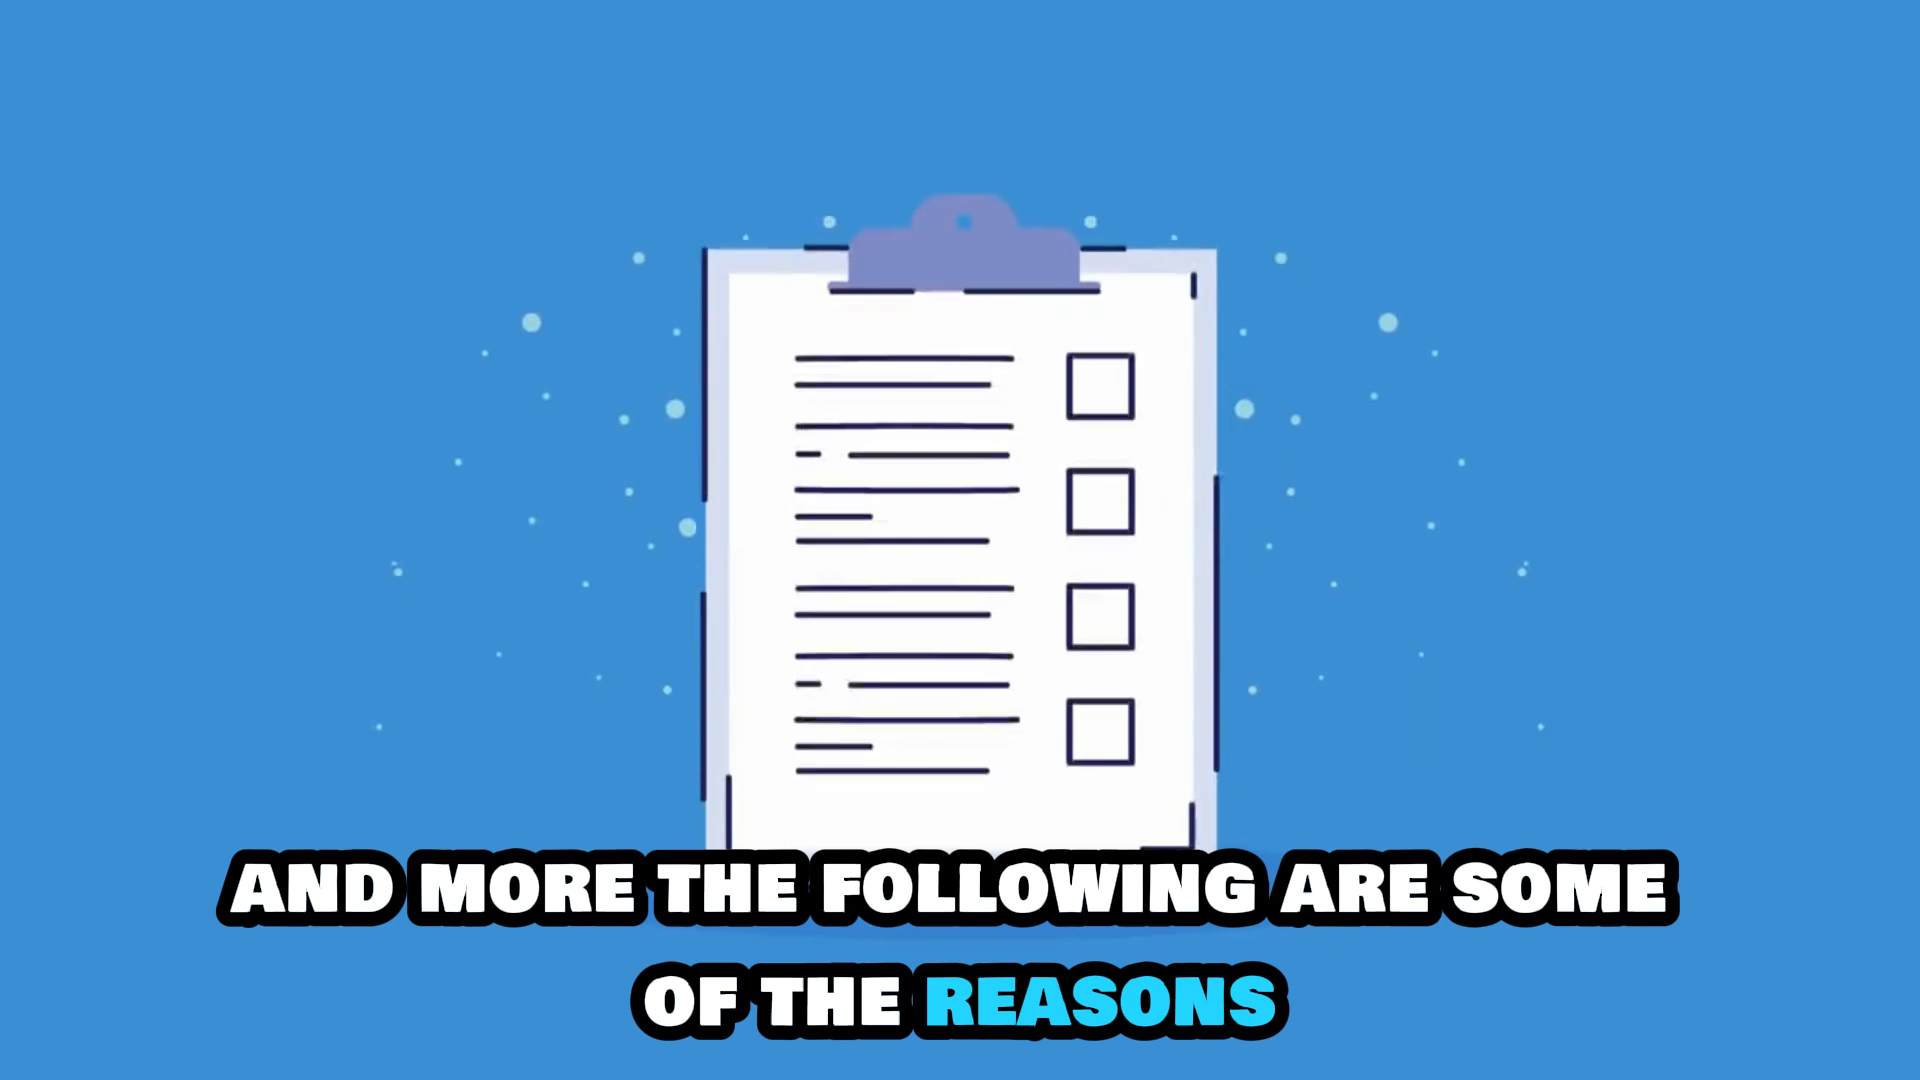 AND MORE THE FOLLOWING ARE SOME
OF THE REASONS